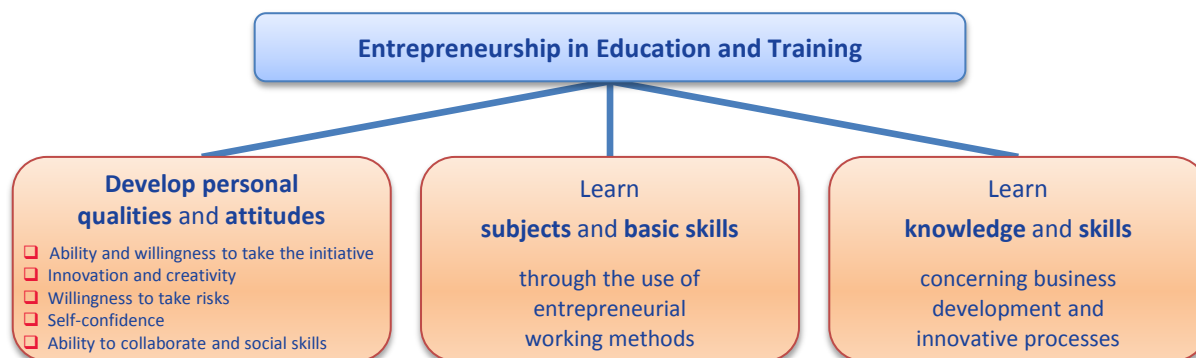 Entrepreneurship in Education and Training
Develop personal
qualities and attitudes
Ability and willingness to take the initiative
Innovation and creativity
Willingness to take risks
Self-confidence
Ability to collaborate and social skills
Learn
subjects and basic skills
through the use of
entrepreneurial
working methods
Learn
knowledge and skills
concerning business
development and
innovative processes